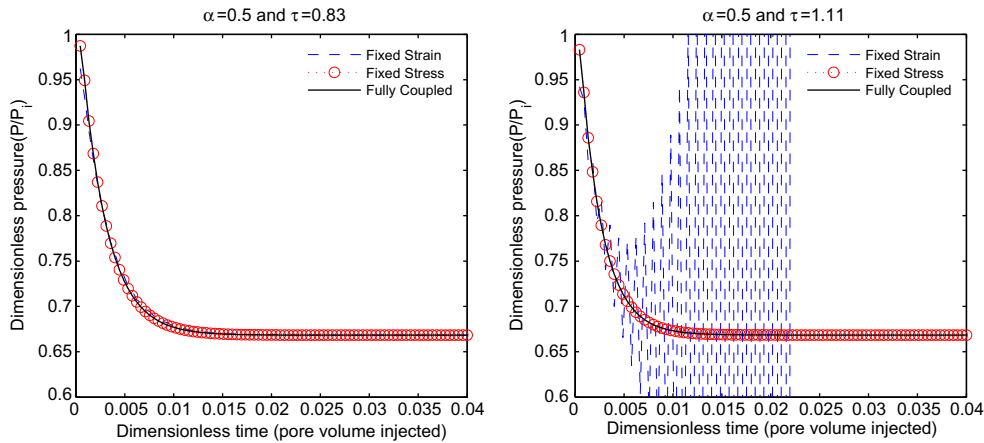 α=0.5 and τ=0.83
Dimensionless pressure(P/Pi)
1
0.95
0.9
0.85
0.8
0.75
0.7
0.65
0.6
Fixed Strain
Fixed Stress
Fully Coupled
0 0.005 0.01 0.015 0.02 0.025 0.03 0.035 0.04
Dimensionless time (pore volume injected)
α=0.5 and τ=1.11
Dimensionless pressure(P/Pi)
1
0.95
0.9
0.85
0.8
0.75
0.7
0.65
0.6
Fixed Strain
Fixed Stress
Fully Coupled
0 0.005 0.01 0.015 0.02 0.025 0.03 0.035 0.04
Dimensionless time (pore volume injected)